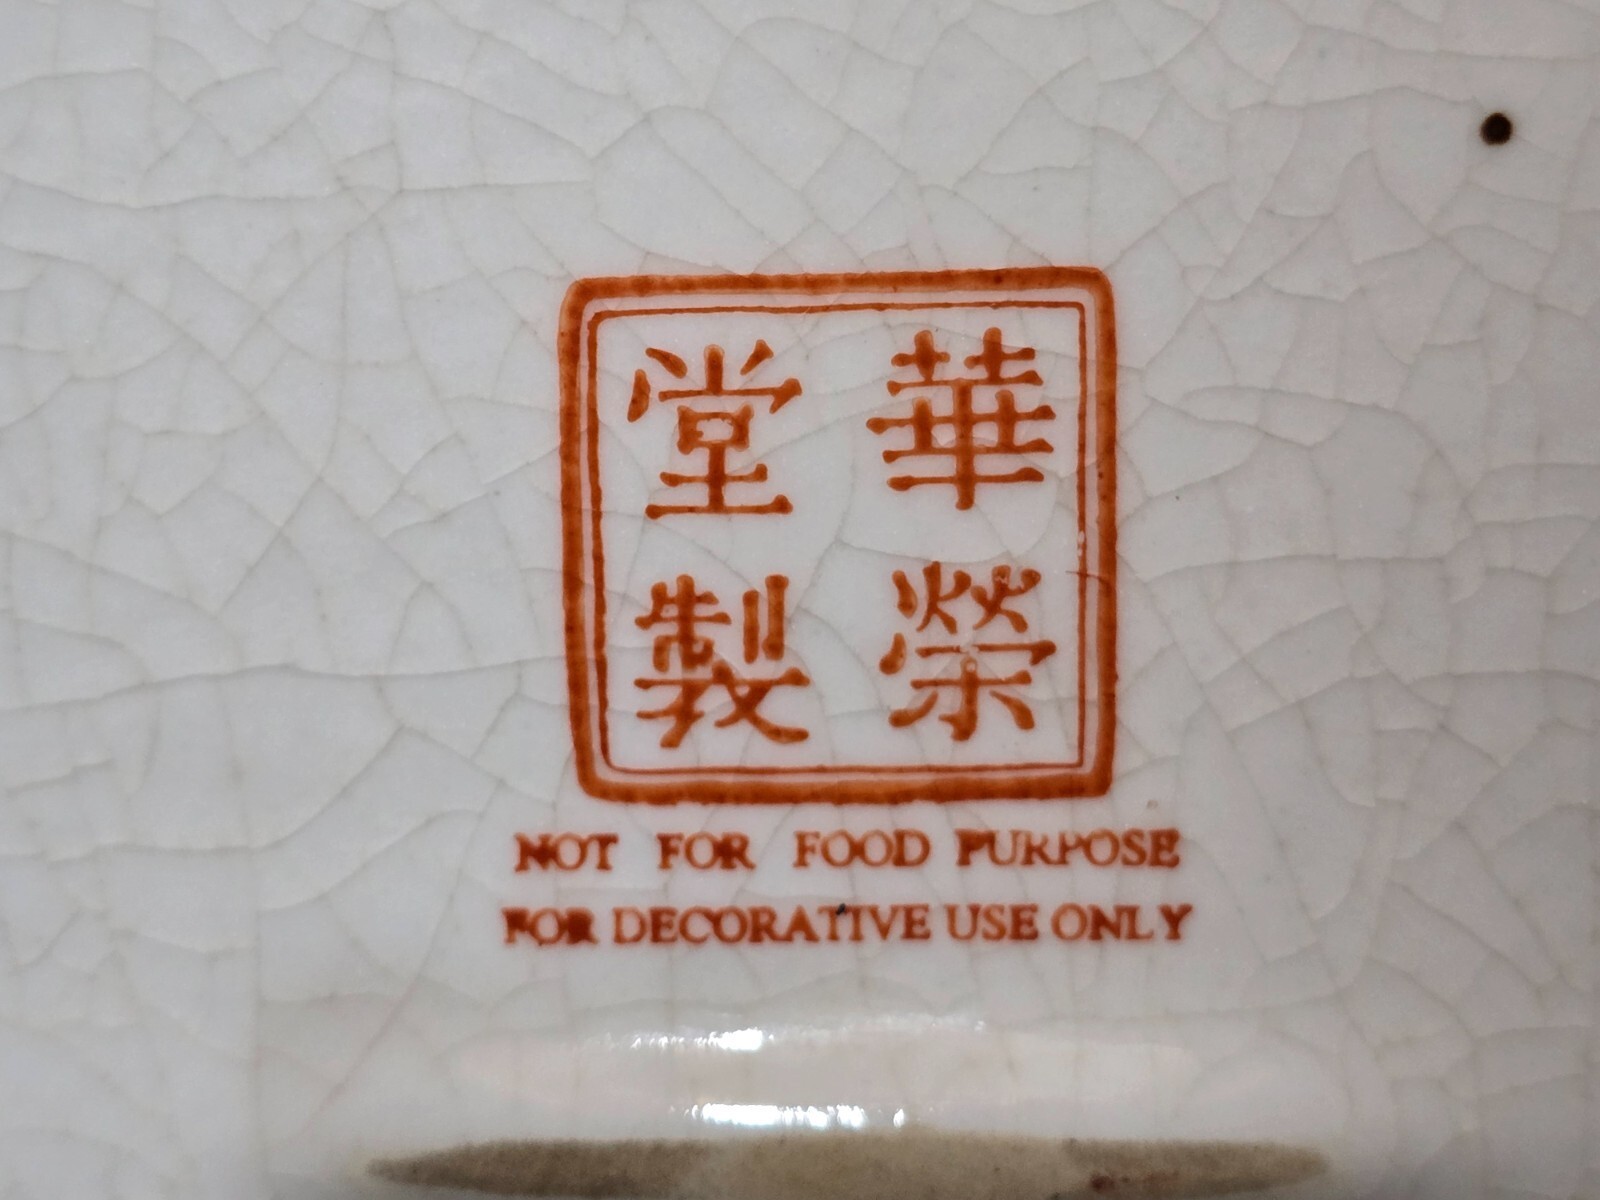 華榮
堂製
NOT FOR FOOD PURPOSE
FOR DECORATIVE USE ONLY